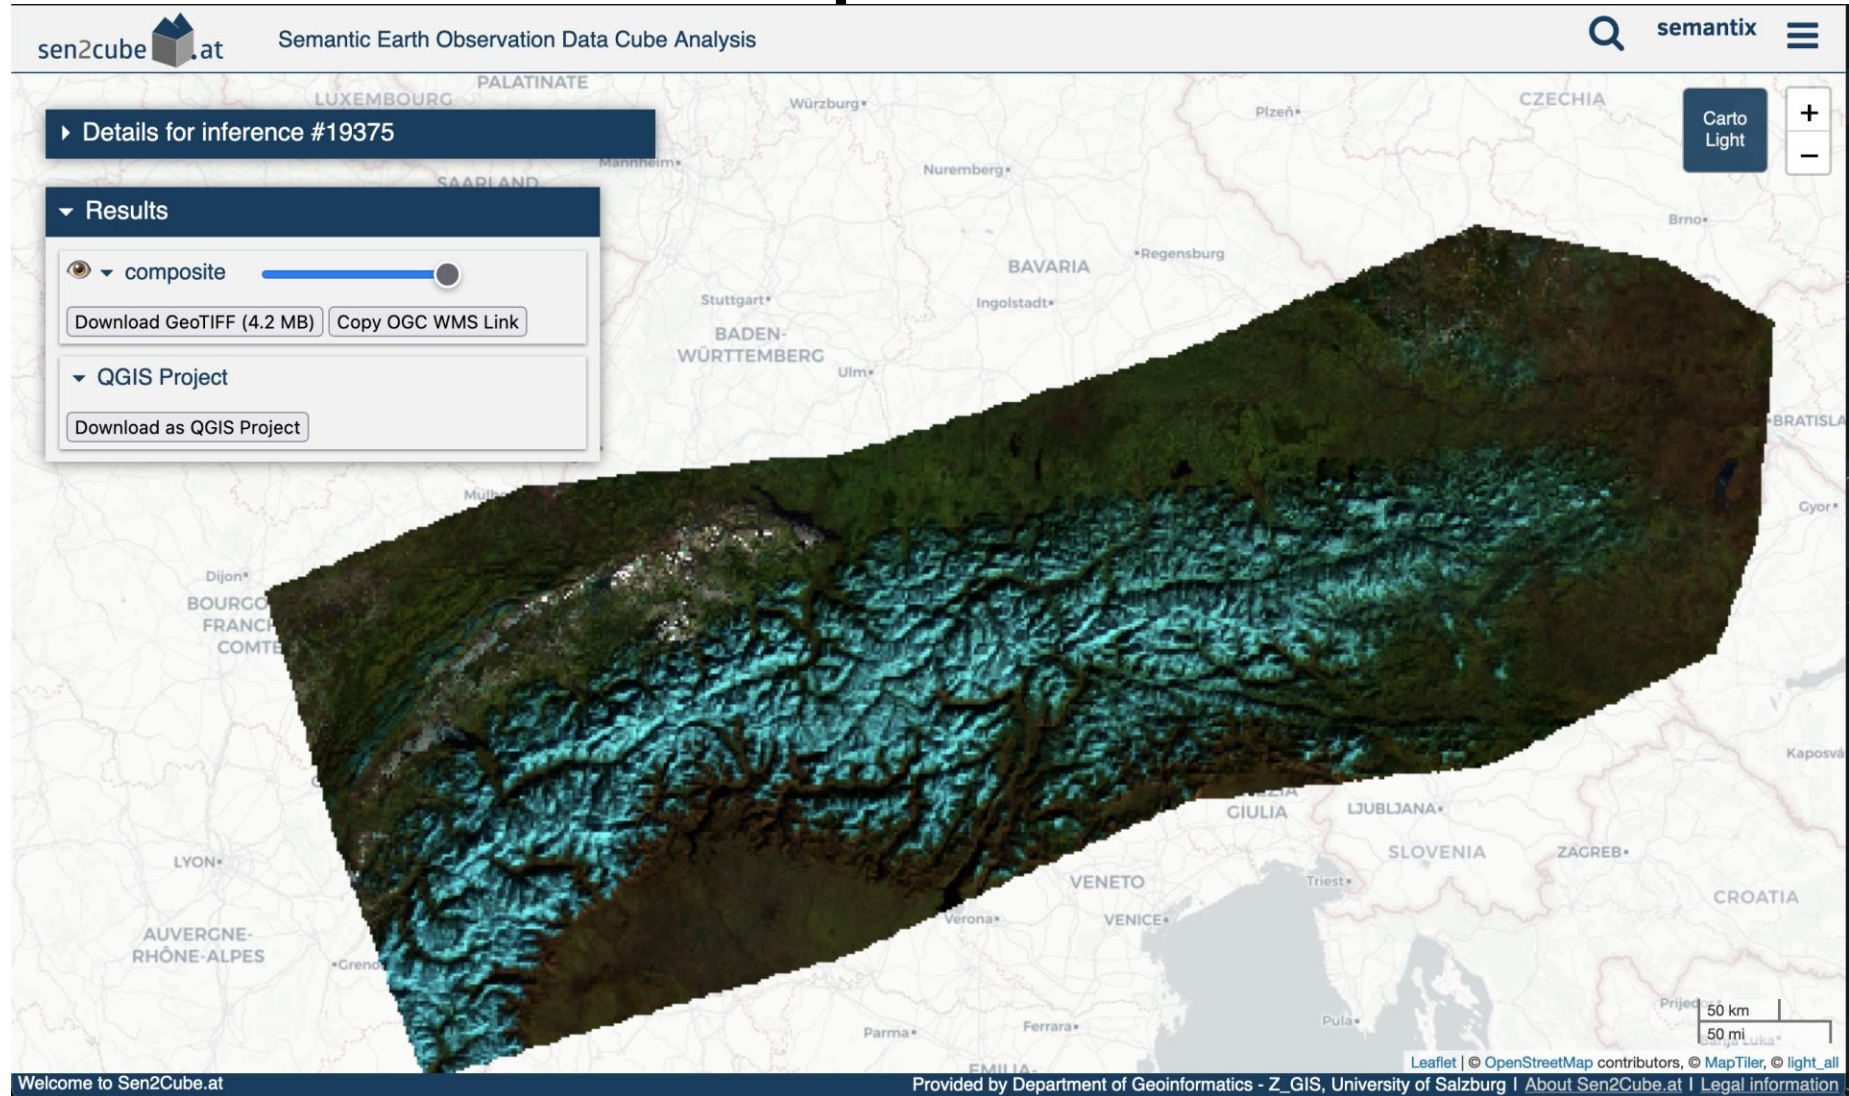 sen2cube.at
Semantic Earth Observation Data Cube Analysis
semantix
PALATINATE
LUXEMBOURG
Würzburg
Plzeň
CZECHIA
Carto
Light
+
−
Details for inference #19375
Mannheim
Nuremberg
SAARLAND
Results
Brno
BAVARIA
Regensburg
composite
Stuttgart
Ingolstadt
Download GeoTIFF (4.2 MB)
Copy OGC WMS Link
BADEN-
WÜRTTEMBERG
Ulm
QGIS Project
Download as QGIS Project
BRATISLA
Mulh
Gyor
Dijon
BOURGO
FRANCH
COMTE
Kaposvá
GIULIA
LJUBLJANA
LYON
SLOVENIA
ZAGREB
VENETO
Triest
CROATIA
Verona
VENICE
AUVERGNE-
RHÔNE-ALPES
Greno
Parma
Ferrara
Pula
50 km
50 mi
EMILIA-
Leaflet | © OpenStreetMap contributors, © MapTiler, © light_all
Welcome to Sen2Cube.at
Provided by Department of Geoinformatics - Z_GIS, University of Salzburg | About Sen2Cube.at | Legal information